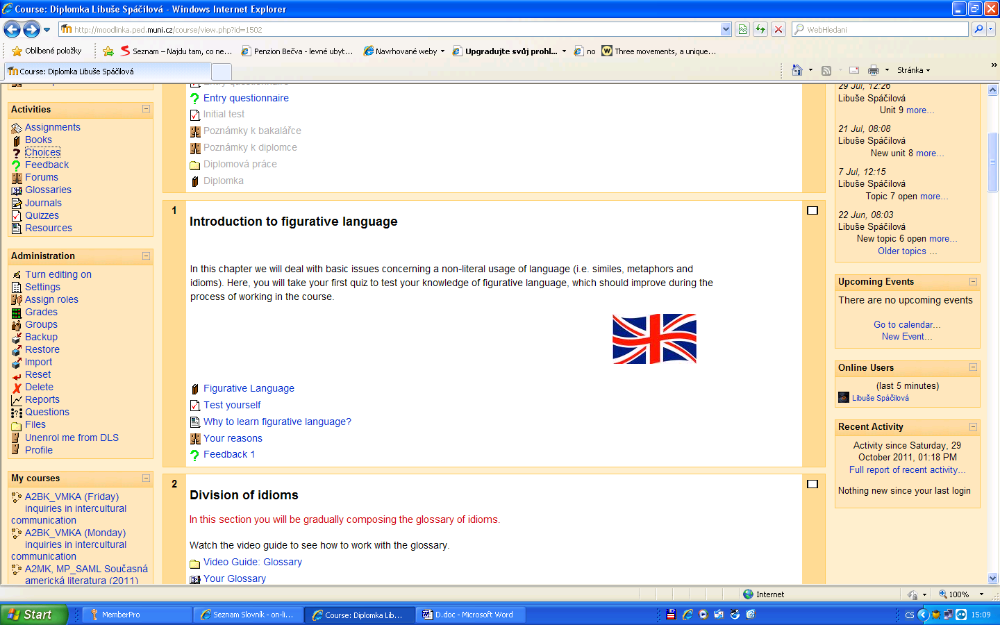 Course: Diplomka Libuše Spáčilová - Windows Internet Explorer
http://moodlinka.ped.muni.cz/course/view.php?id=1502
WebHledani
Oblíbené položky
Seznam – Najdu tam, co ne...
Penzion Bečva - levné ubyt...
Navrhované weby
Upgradujte svůj prohl...
no
Three movements, a unique...
Course: Diplomka Libuše Spáčilová
Stránka
Activities
Assignments
Books
Choices
Feedback
Forums
Glossaries
Journals
Quizzes
Resources
Administration
Turn editing on
Settings
Assign roles
Grades
Groups
Backup
Restore
Import
Reset
Delete
Reports
Questions
Files
Unenrol me from DLS
Profile
My courses
A2BK_VMKA (Friday)
inquiries in intercultural
communication
A2BK_VMKA (Monday)
inquiries in intercultural
communication
A2MK, MP_SAML Současná
americká literatura (2011)
Entry questionnaire
Entry questionnaire
Initial test
Poznámky k bakalářce
Poznámky k diplomce
Diplomová práce
Diplomka
1
Introduction to figurative language
In this chapter we will deal with basic issues concerning a non-literal usage of language (i.e. similes, metaphors and
idioms). Here, you will take your first quiz to test your knowledge of figurative language, which should improve during the
process of working in the course.
Figurative Language
Test yourself
Why to learn figurative language?
Your reasons
Feedback 1
2
Division of idioms
In this section you will be gradually composing the glossary of idioms.
Watch the video guide to see how to work with the glossary.
Video Guide: Glossary
Your Glossary
29 Jul, 12:26
Libuše Spáčilová
Unit 9 more...
21 Jul, 08:08
Libuše Spáčilová
New unit 8 more...
7 Jul, 12:15
Libuše Spáčilová
Topic 7 open more...
22 Jun, 08:03
Libuše Spáčilová
New topic 6 open more...
Older topics ...
Upcoming Events
There are no upcoming events
Go to calendar...
New Event...
Online Users
(last 5 minutes)
Libuše Spáčilová
Recent Activity
Activity since Saturday, 29
October 2011, 01:18 PM
Full report of recent activity...
Nothing new since your last login
Internet
100%
Start
MemberPro
Seznam Slovník - on-li...
Course: Diplomka Lib...
D.doc - Microsoft Word
CS
15:09